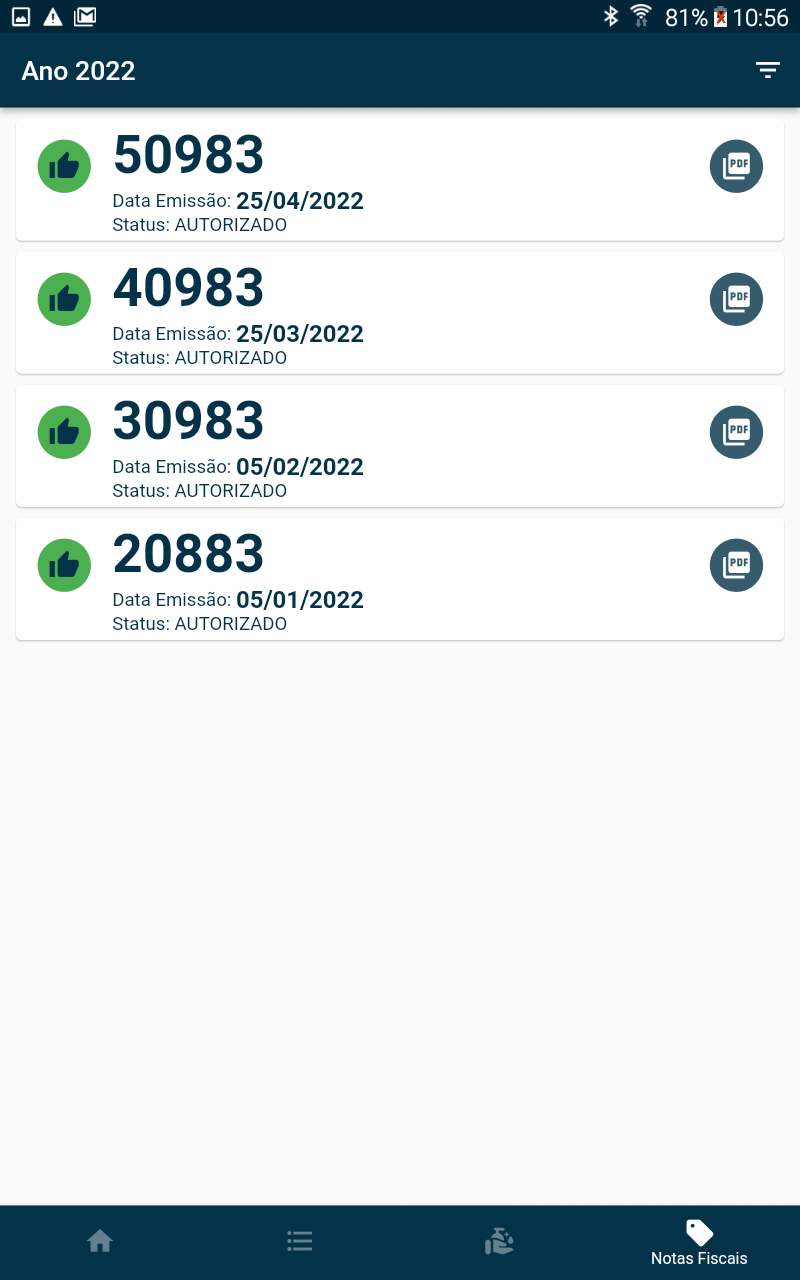 81% 10:56
Ano 2022
50983
PDF
Data Emissão: 25/04/2022
Status: AUTORIZADO
40983
PDF
Data Emissão: 25/03/2022
Status: AUTORIZADO
30983
PDF
Data Emissão: 05/02/2022
Status: AUTORIZADO
20883
PDF
Data Emissão: 05/01/2022
Status: AUTORIZADO
Notas Fiscais